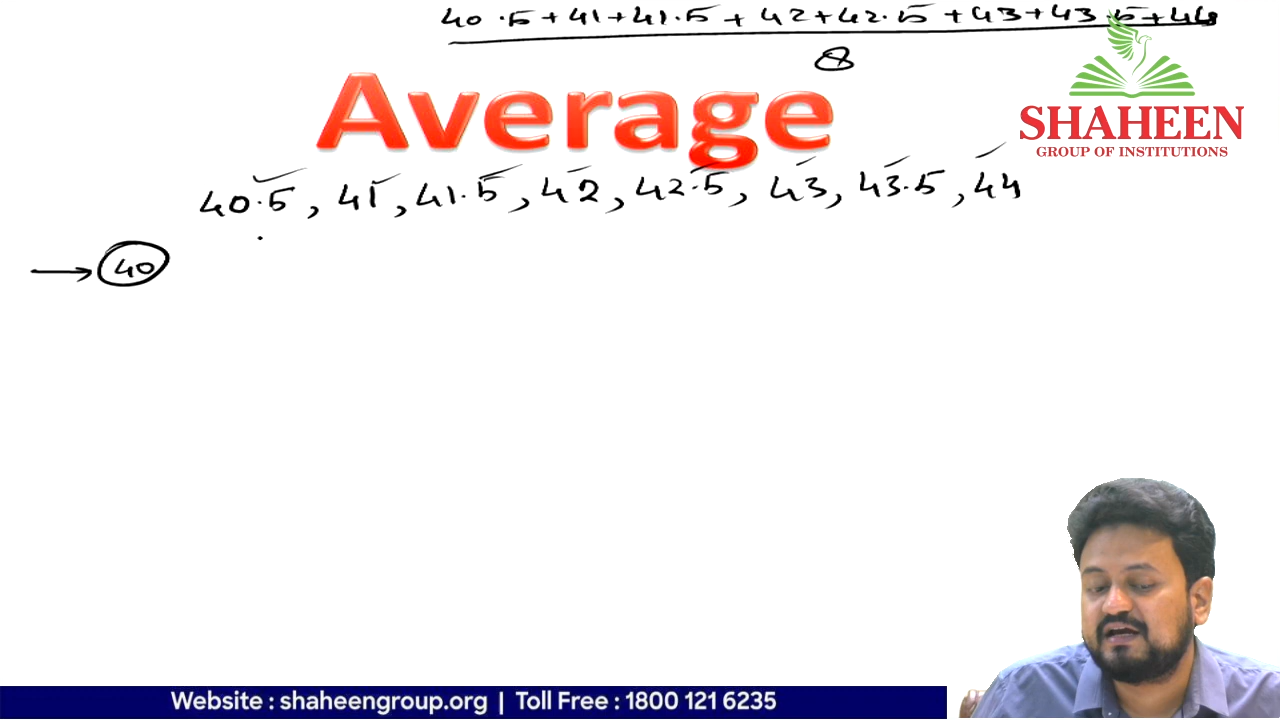 40.5+41+41.5+42+42.5+43+43.5+44
8
Average
SHAHEEN
GROUP OF INSTITUTIONS
40.5, 41, 41.5, 42, 42.5, 43, 43.5, 44
→ 40
Website : shaheengroup.org | Toll Free : 1800 121 6235